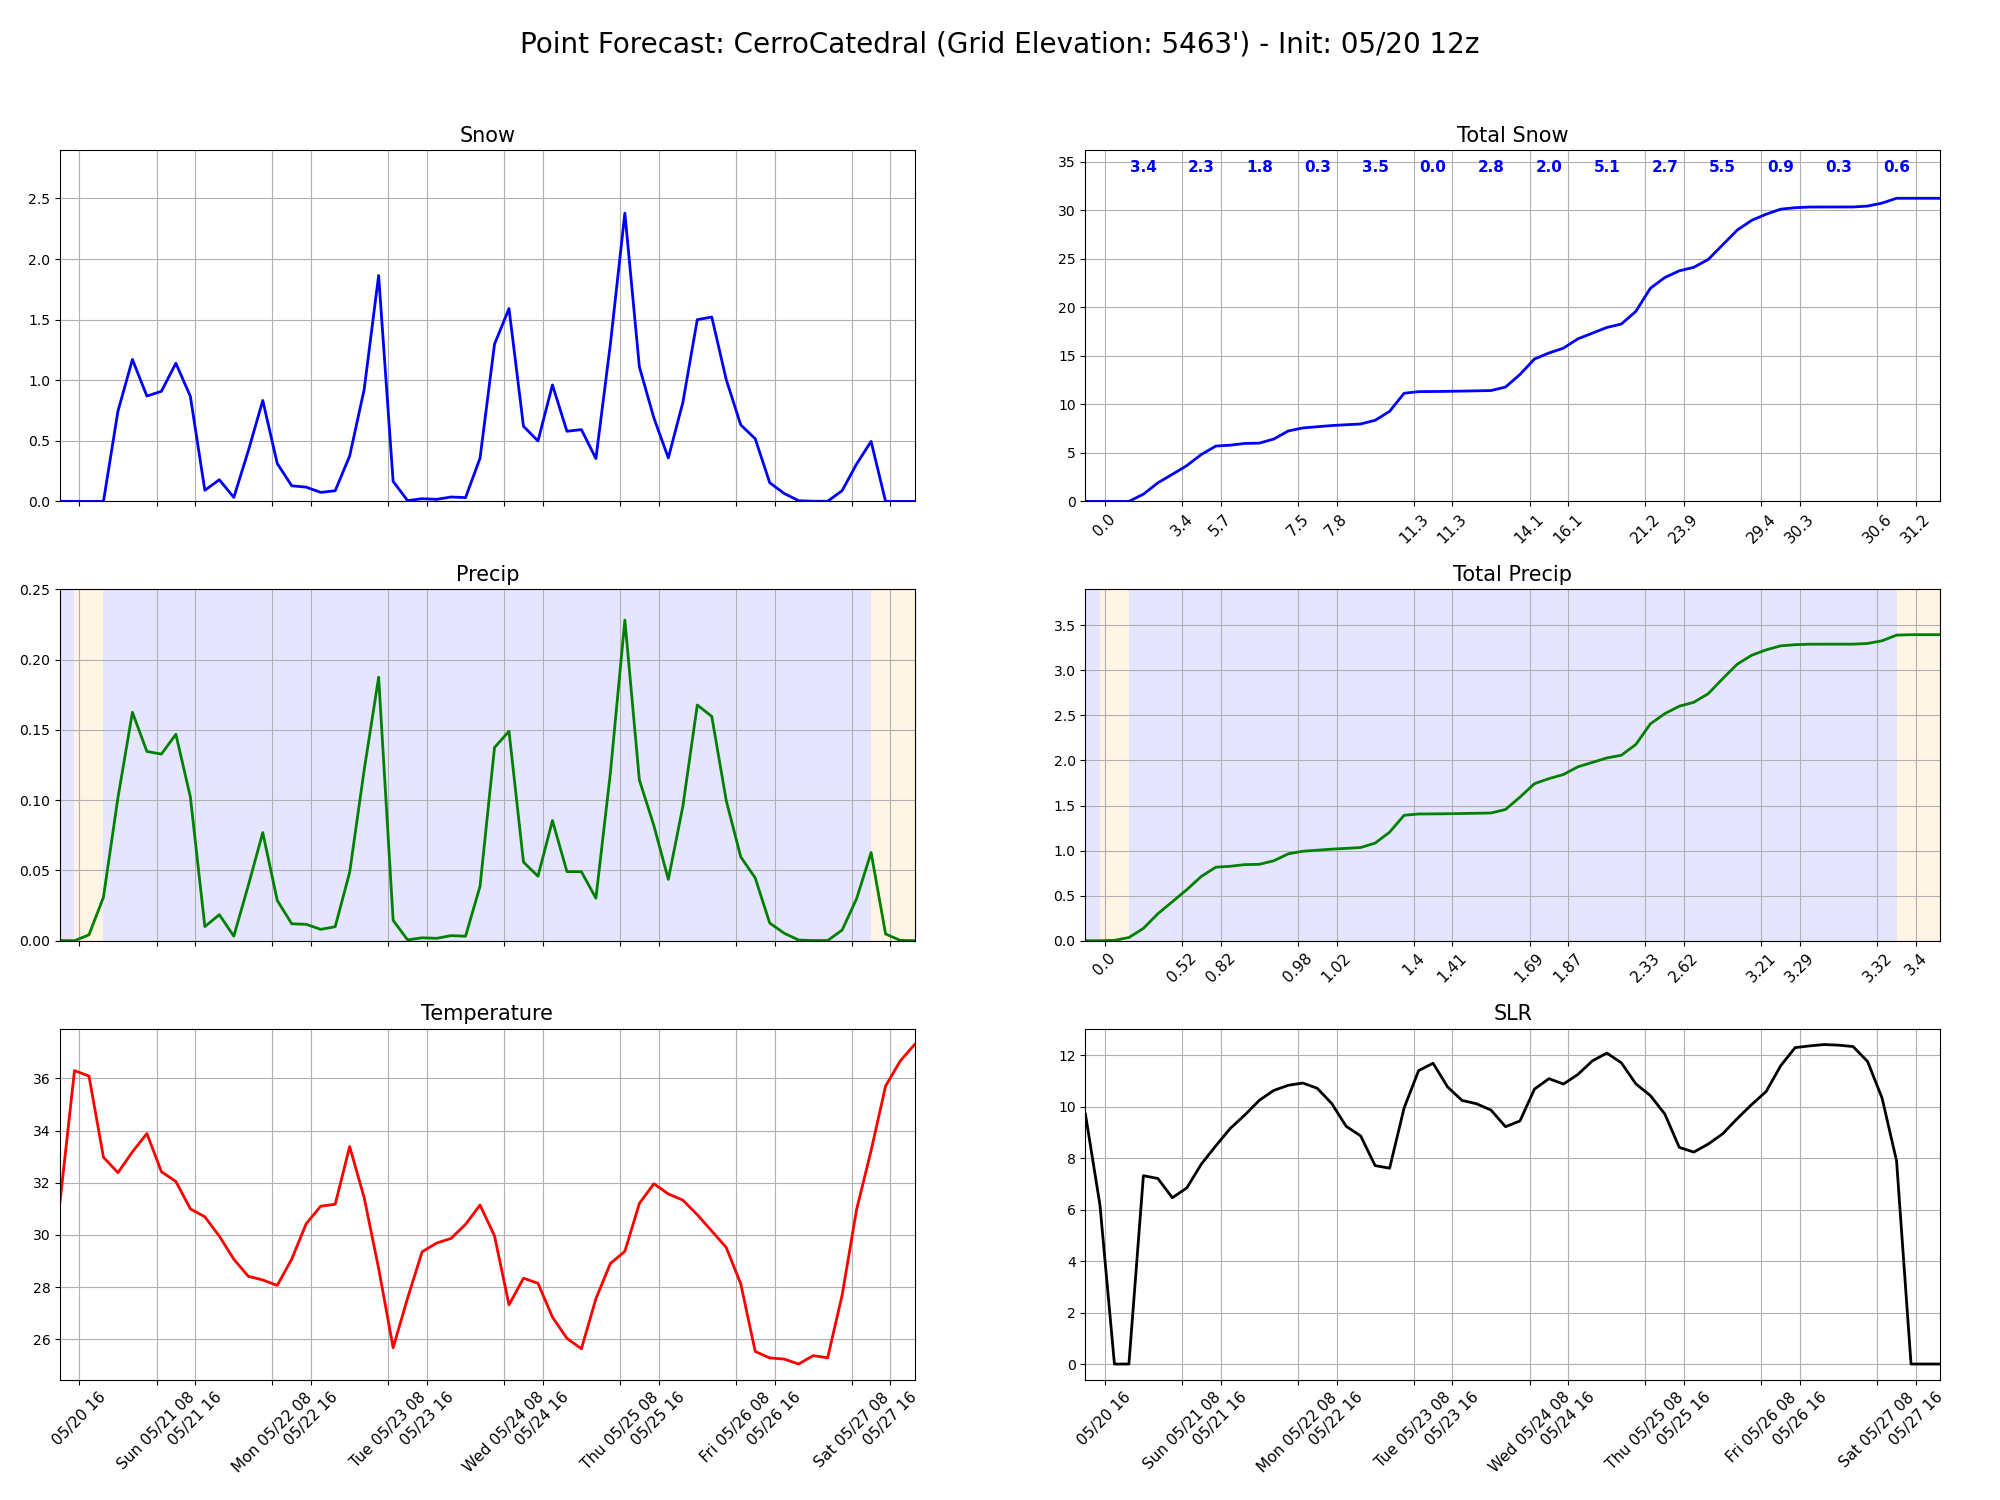 Point Forecast: CerroCatedral (Grid Elevation: 5463') - Init: 05/20 12z
Snow
2.5
2.0
1.5
1.0
0.5
0.0
Total Snow
35
30
25
20
15
10
5
0
3.4 2.3 1.8 0.3 3.5 0.0 2.8 2.0 5.1 2.7 5.5 0.9 0.3 0.6
0.0 3.4 5.7 7.5 7.8 11.3 11.3 14.1 16.1 21.2 23.9 29.4 30.3 30.6 31.2
Precip
0.25
0.20
0.15
0.10
0.05
0.00
Total Precip
3.5
3.0
2.5
2.0
1.5
1.0
0.5
0.0
0.0 0.52 0.82 0.98 1.02 1.4 1.41 1.69 1.87 2.33 2.62 3.21 3.29 3.32 3.4
Temperature
36
34
32
30
28
26
05/20 16
Sun 05/21 08
05/21 16
Mon 05/22 08
05/22 16
Tue 05/23 08
05/23 16
Wed 05/24 08
05/24 16
Thu 05/25 08
05/25 16
Fri 05/26 08
05/26 16
Sat 05/27 08
05/27 16
SLR
12
10
8
6
4
2
0
05/20 16
Sun 05/21 08
05/21 16
Mon 05/22 08
05/22 16
Tue 05/23 08
05/23 16
Wed 05/24 08
05/24 16
Thu 05/25 08
05/25 16
Fri 05/26 08
05/26 16
Sat 05/27 08
05/27 16